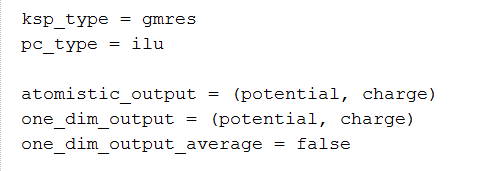 ksp_type = gmres
pc_type = ilu
atomistic_output = (potential, charge)
one_dim_output = (potential, charge)
one_dim_output_average = false